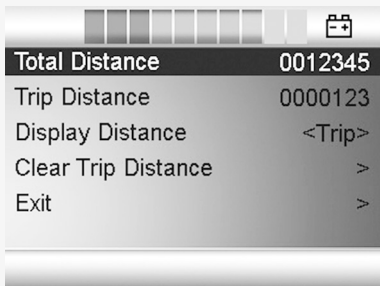 Total Distance 0012345
Trip Distance 0000123
Display Distance <Trip>
Clear Trip Distance >
Exit >